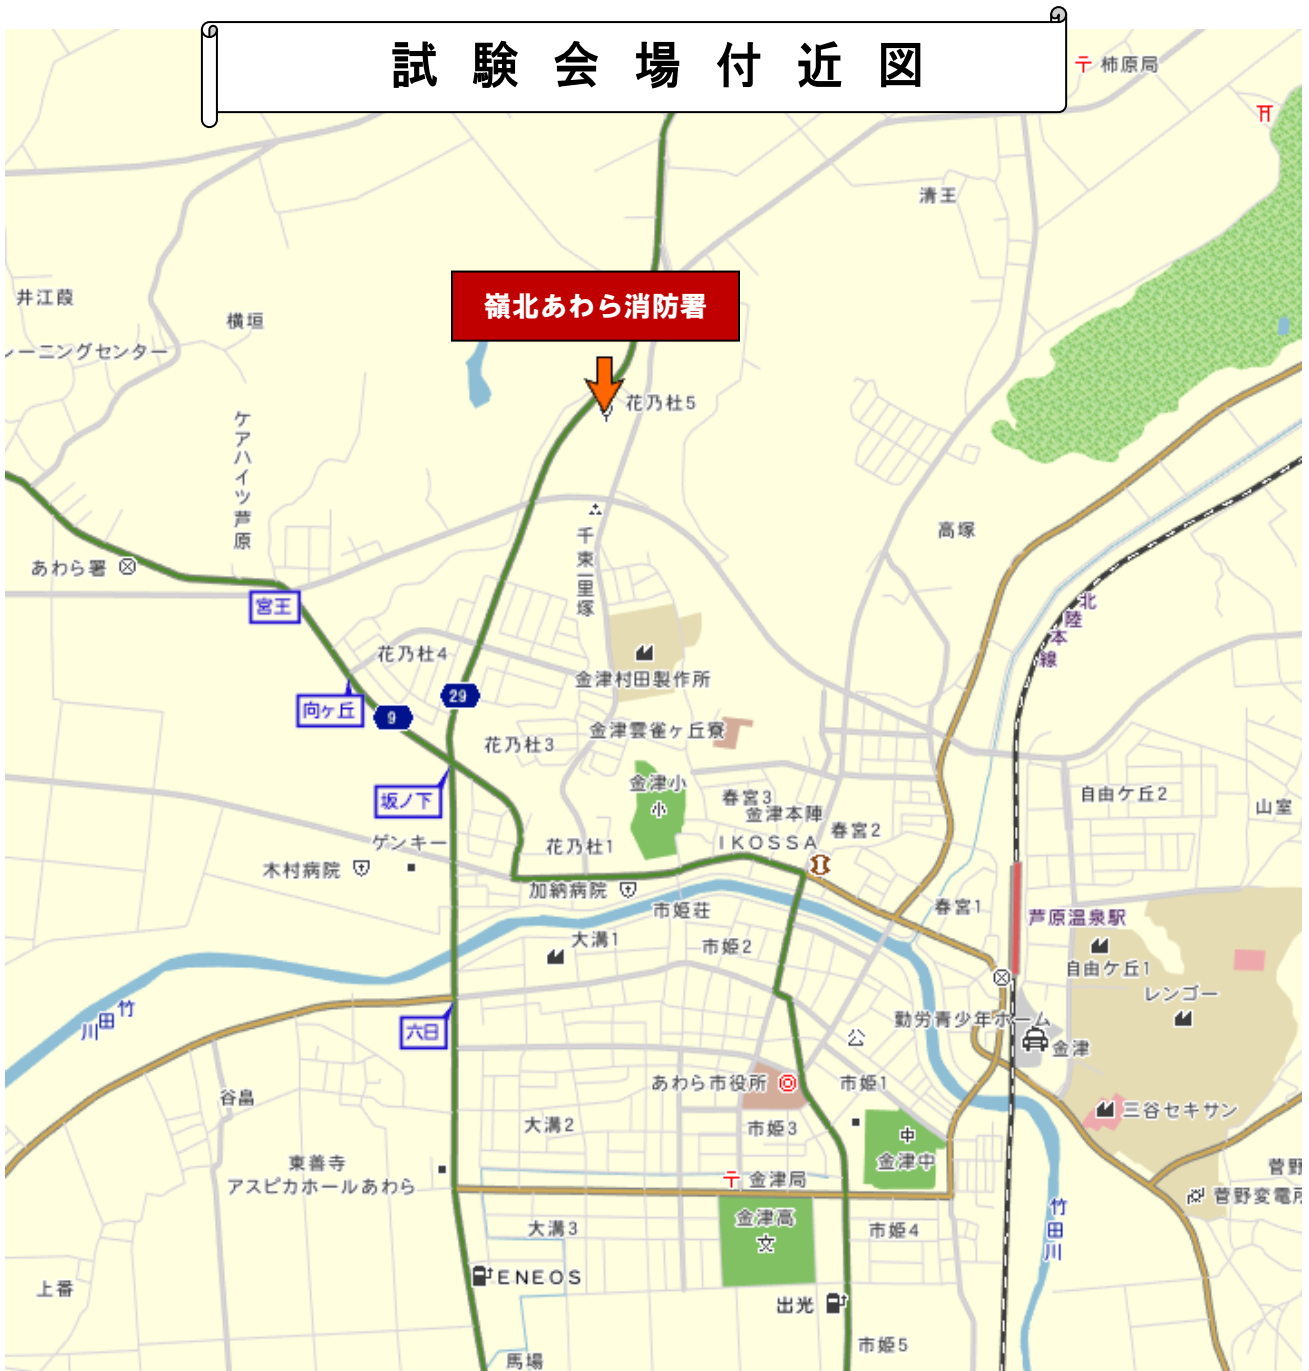 試験会場付近図
柿原局
清王
井江葭
横垣
嶺北あわら消防署
レーニングセンター
花乃杜5
ケアハイツ芦原
千束一里塚
高塚
あわら署
宮王
北陸本線
花乃杜4
金津村田製作所
29
向ヶ丘
9
金津雲雀ヶ丘寮
花乃杜3
金津小
小
坂ノ下
春宮3
金津本陣
IKOSSA
春宮2
自由ケ丘2
山室
ゲンキー
花乃杜1
木村病院
加納病院
市姫荘
春宮1
芦原温泉駅
大溝1
市姫2
自由ケ丘1
レンゴー
竹田川
六日
勤労青少年ホーム
公
金津
谷畠
あわら市役所
市姫1
三谷セキサン
大溝2
市姫3
中
金津中
東善寺
アスピカホールあわら
金津局
菅野
菅野変電所
金津高
文
大溝3
市姫4
竹田川
ENEOS
上番
出光
馬場
市姫5